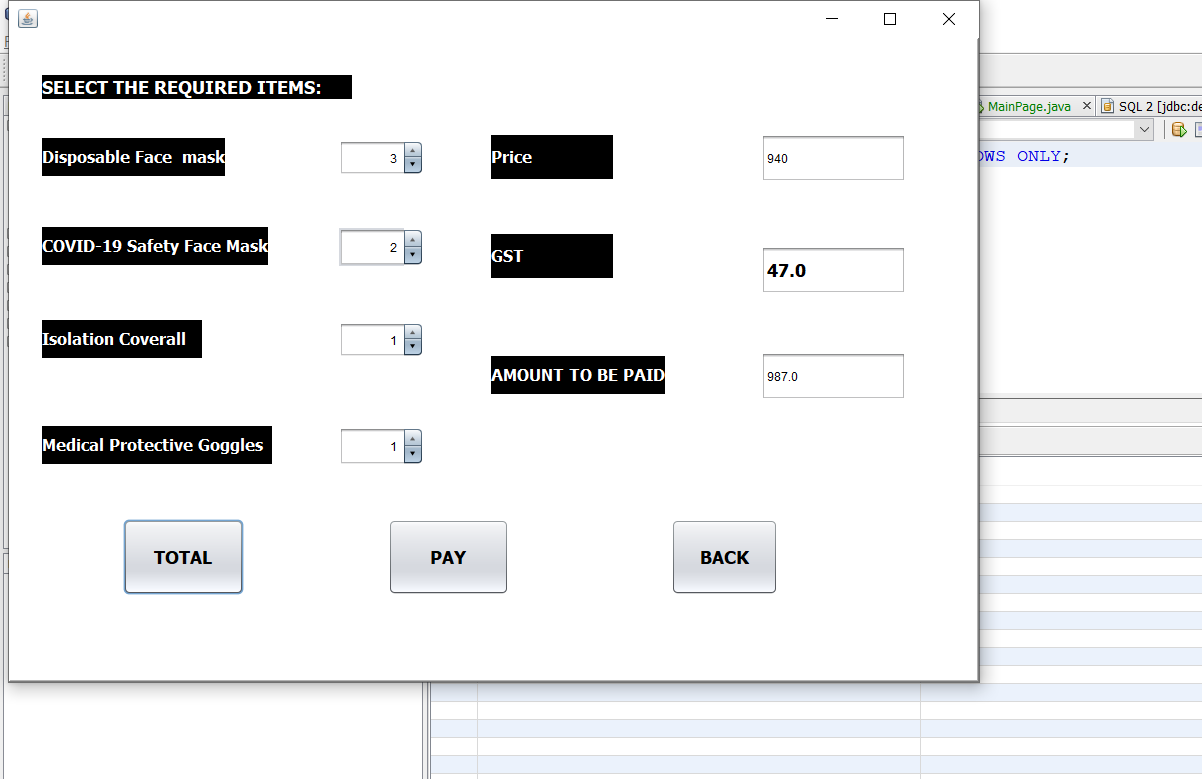 MainPage.java
SQL 2 [jdbc:de
OWS ONLY;
SELECT THE REQUIRED ITEMS:
Disposable Face  mask
3
Price
940
COVID-19 Safety Face Mask
2
GST
47.0
Isolation Coverall
1
AMOUNT TO BE PAID
987.0
Medical Protective Goggles
1
TOTAL
PAY
BACK